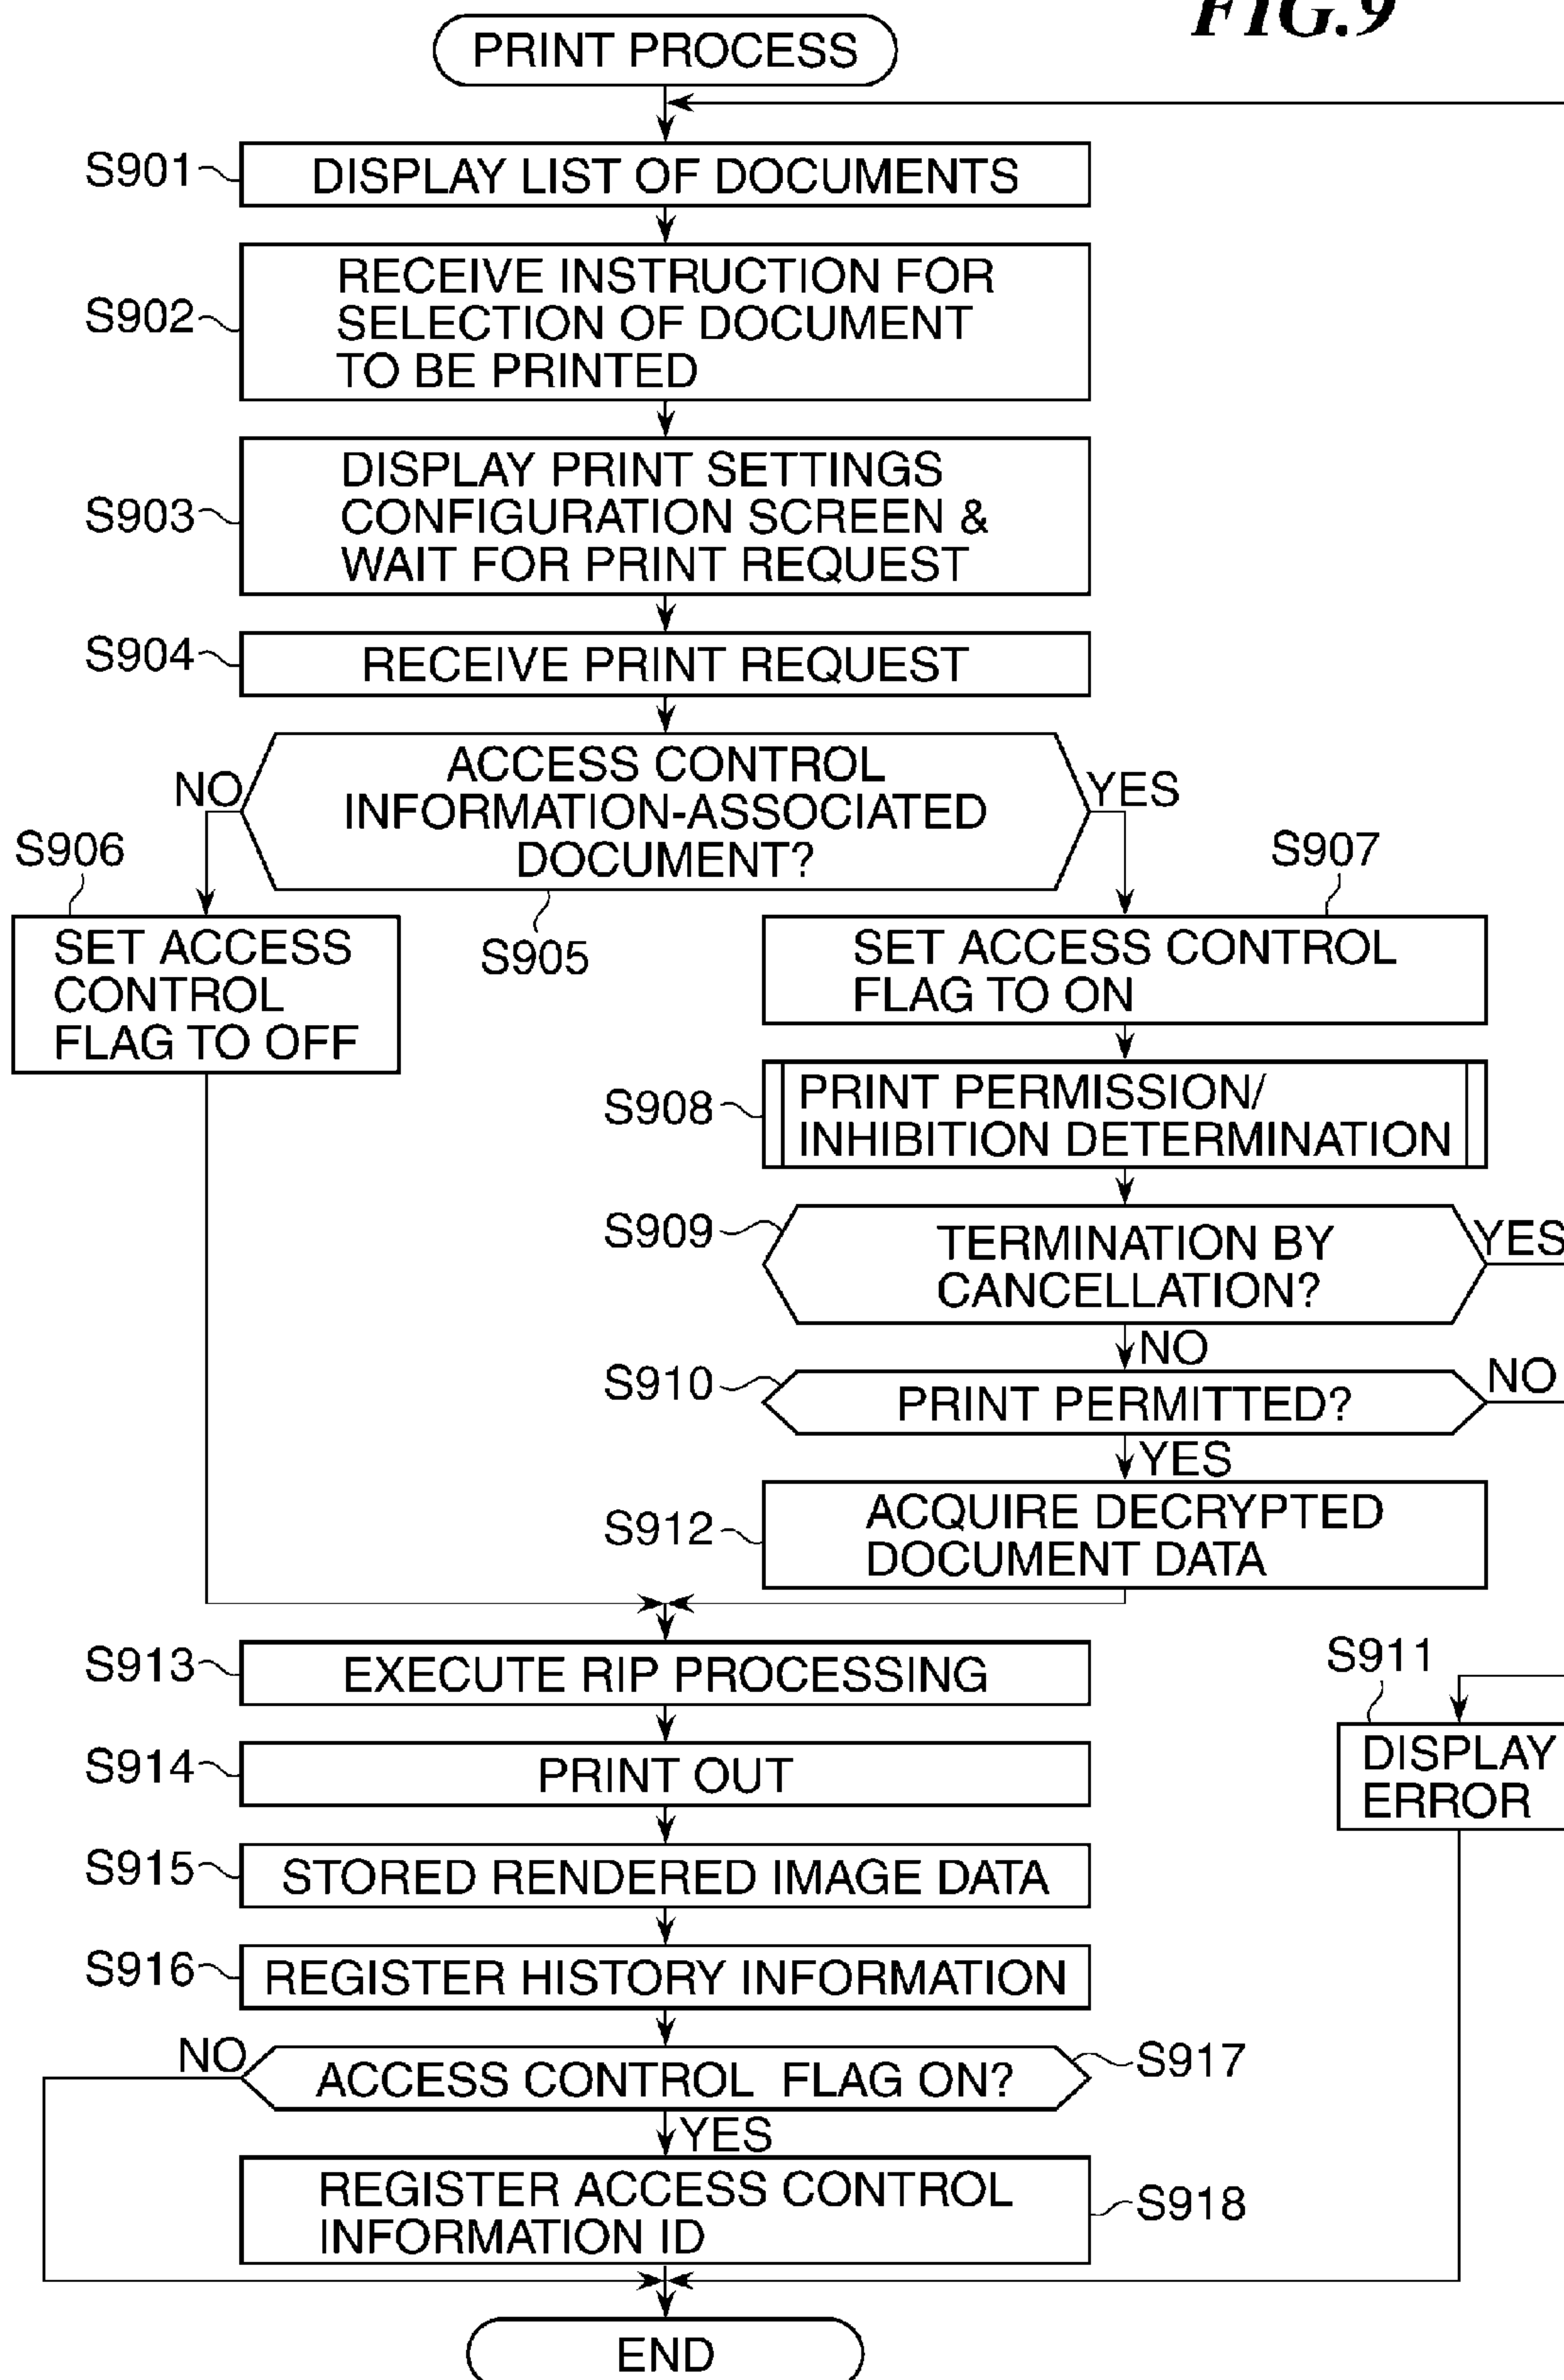 FIG.9
PRINT PROCESS
S901
DISPLAY LIST OF DOCUMENTS
S902
RECEIVE INSTRUCTION FOR
SELECTION OF DOCUMENT
TO BE PRINTED
S903
DISPLAY PRINT SETTINGS
CONFIGURATION SCREEN &
WAIT FOR PRINT REQUEST
S904
RECEIVE PRINT REQUEST
NO
ACCESS CONTROL
INFORMATION-ASSOCIATED
DOCUMENT?
YES
S905
S906
SET ACCESS
CONTROL
FLAG TO OFF
S907
SET ACCESS CONTROL
FLAG TO ON
S908
PRINT PERMISSION/
INHIBITION DETERMINATION
S909
TERMINATION BY
CANCELLATION?
YES
NO
S910
PRINT PERMITTED?
NO
YES
S912
ACQUIRE DECRYPTED
DOCUMENT DATA
S913
EXECUTE RIP PROCESSING
S911
DISPLAY
ERROR
S914
PRINT OUT
S915
STORED RENDERED IMAGE DATA
S916
REGISTER HISTORY INFORMATION
NO
ACCESS CONTROL FLAG ON?
S917
YES
REGISTER ACCESS CONTROL
INFORMATION ID
S918
END